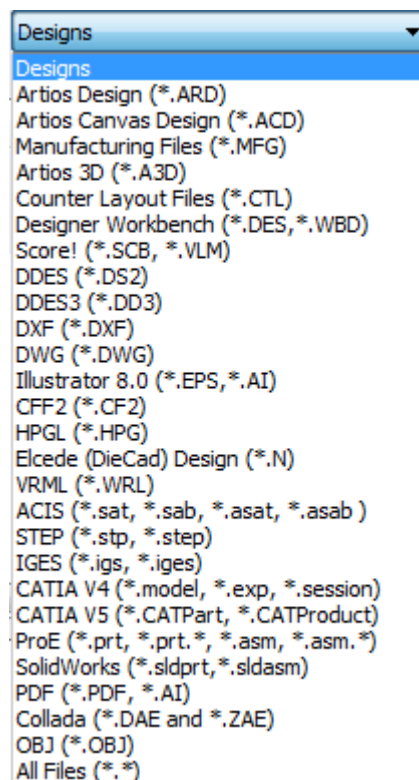 Designs
Designs
Artios Design (*.ARD)
Artios Canvas Design (*.ACD)
Manufacturing Files (*.MFG)
Artios 3D (*.A3D)
Counter Layout Files (*.CTL)
Designer Workbench (*.DES,*.WBD)
Score! (*.SCB, *.VLM)
DDES (*.DS2)
DDES3 (*.DD3)
DXF (*.DXF)
DWG (*.DWG)
Illustrator 8.0 (*.EPS,*.AI)
CFF2 (*.CF2)
HPGL (*.HPG)
Elcede (DieCad) Design (*.N)
VRML (*.WRL)
ACIS (*.sat, *.sab, *.asat, *.asab )
STEP (*.stp, *.step)
IGES (*.igs, *.iges)
CATIA V4 (*.model, *.exp, *.session)
CATIA V5 (*.CATPart, *.CATProduct)
ProE (*.prt, *.prt.*, *.asm, *.asm.*)
SolidWorks (*.sldprt,*.sldasm)
PDF (*.PDF, *.AI)
Collada (*.DAE and *.ZAE)
OBJ (*.OBJ)
All Files (*.*)